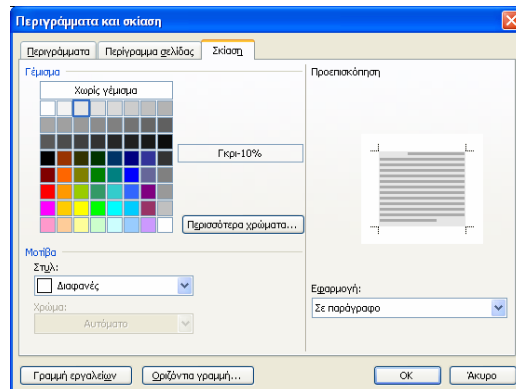 Περιγράμματα και σκίαση
Περιγράμματα
Περίγραμμα σελίδας
Σκίαση
Γέμισμα
Χωρίς γέμισμα
Γκρι-10%
Περισσότερα χρώματα...
Προεπισκόπηση
Μοτίβα
Στυλ:
Διαφανές
Χρώμα:
Αυτόματο
Εφαρμογή:
Σε παράγραφο
Γραμμή εργαλείων
Οριζόντια γραμμή...
OK
Άκυρο